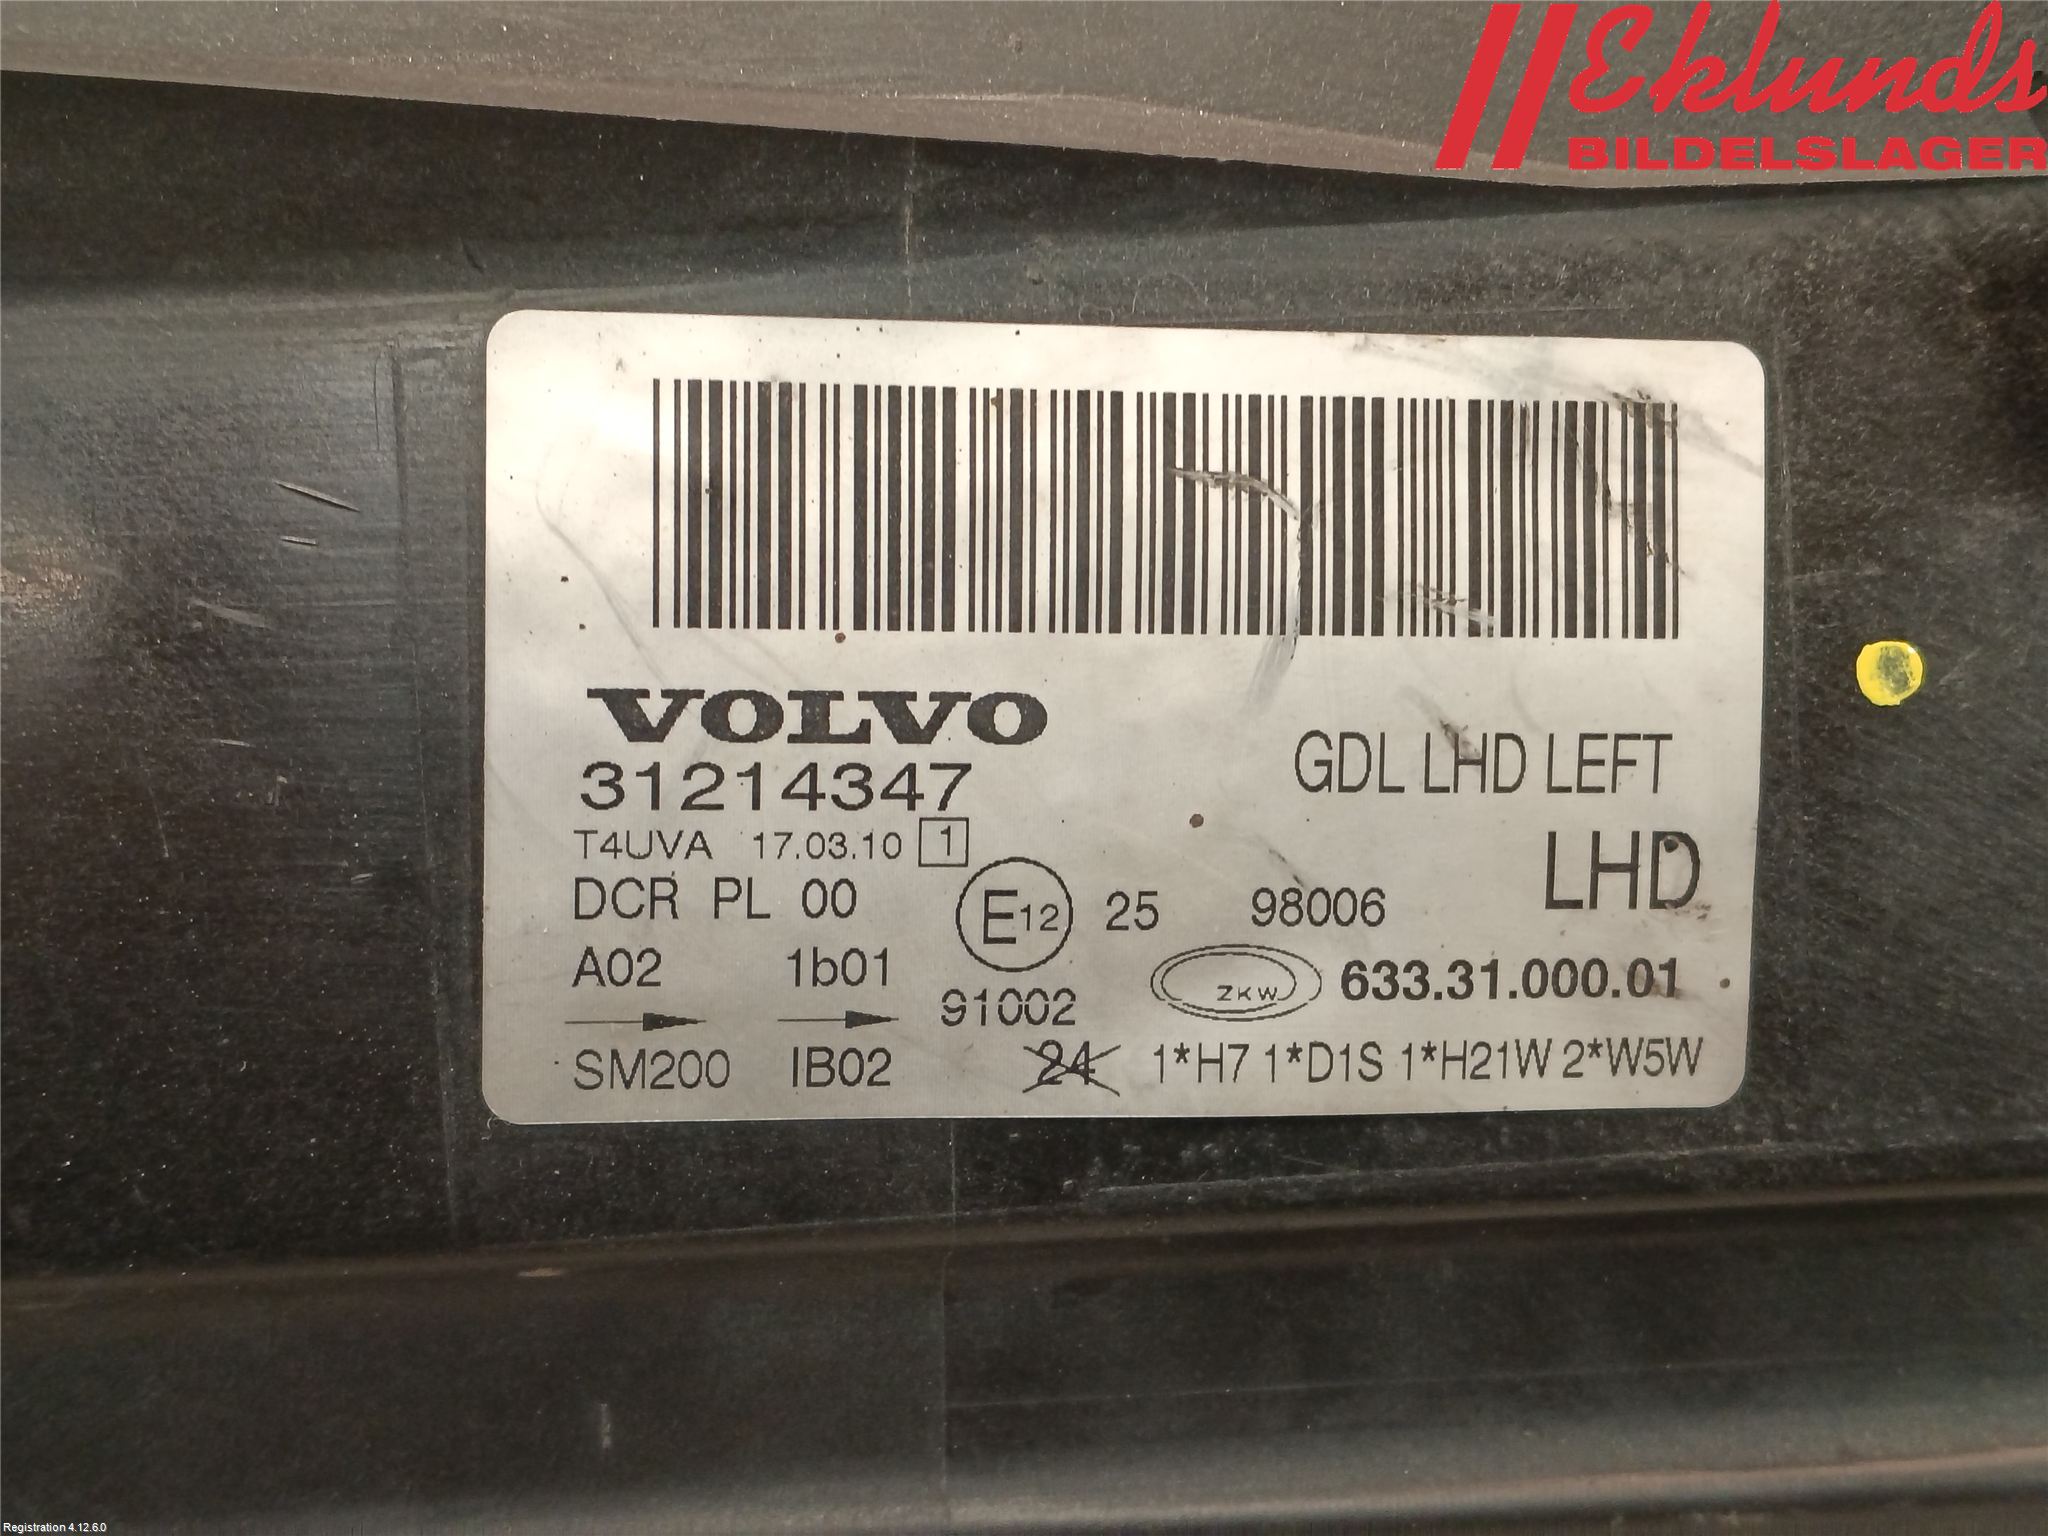 Eklunds
BILDELSLAGER
VOLVO
31214347
GDL LHD LEFT
T4UVA 17.03.10 1
LHD
DCR PL 00
E12 25 98006
A02 1b01
91002
ZKW 633.31.000.01
SM200 IB02 24 1*H7 1*D1S 1*H21W 2*W5W
Registration 4.12.6.0